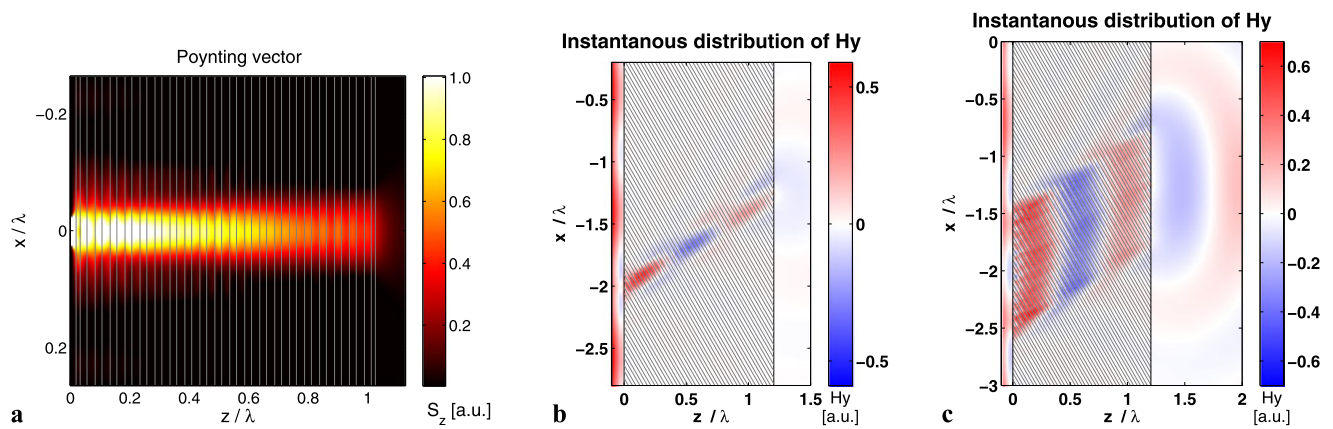 Poynting vector
−0.2
0
0.2
x / λ
0 0.2 0.4 0.6 0.8 1
z / λ
1.0
0.8
0.6
0.4
0.2
S_z [a.u.]
a
Instantanous distribution of Hy
−0.5
−1
−1.5
−2
−2.5
x / λ
0 0.5 1 1.5
z / λ
0.5
0
−0.5
Hy
[a.u.]
b
Instantanous distribution of Hy
0
−0.5
−1
−1.5
−2
−2.5
−3
x / λ
0 0.5 1 1.5 2
z / λ
0.6
0.4
0.2
0
−0.2
−0.4
−0.6
Hy
[a.u.]
c